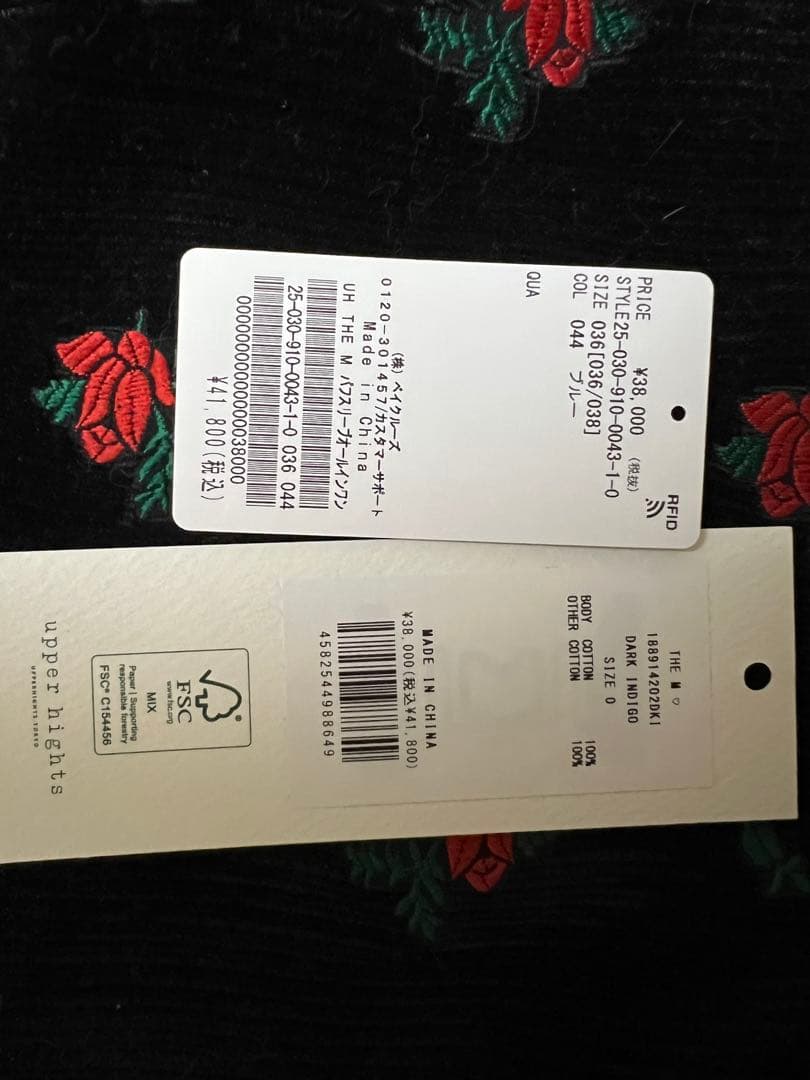 RFID
PRICE ¥38,000 (税抜)
STYLE25-030-910-0043-1-0
SIZE 036[036/038]
COL 044 ブルー
QUA
(株) ベイクルーズ
0120-301457/カスタマーサポート
Made in China
UH THE M パフスリーブオールインワン
25-030-910-0043-1-0 036 044
0000000000000000038000
¥41,800(税込)
THE M ♡
188914202DKI
DARK INDIGO
SIZE 0
BODY COTTON 100%
OTHER COTTON 100%
MADE IN CHINA
¥38,000(税込¥41,800)
4582544988649
FSC®
www.fsc.org
MIX
Paper | Supporting
responsible forestry
FSC® C154456
upper hights
UPPERHIGHTS.TOKYO